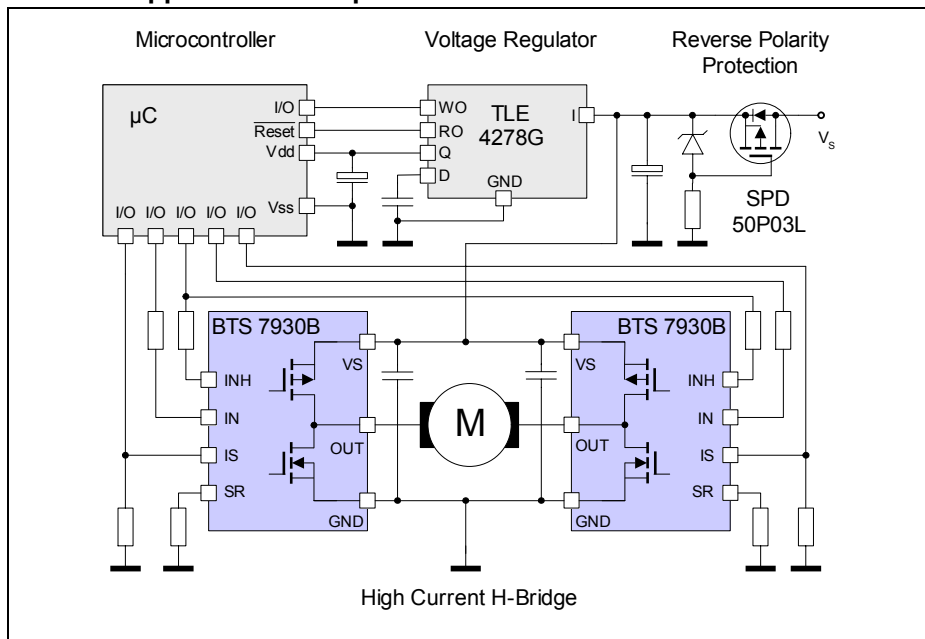 Microcontroller
Voltage Regulator
Reverse Polarity
Protection
µC
I/O
Reset
Vdd
Vss
I/O I/O I/O I/O I/O
WO
RO
Q
D
TLE
4278G
I
GND
VS
SPD
50P03L
BTS 7930B
VS
INH
IN
OUT
IS
SR
GND
M
BTS 7930B
VS
INH
IN
OUT
IS
SR
GND
High Current H-Bridge